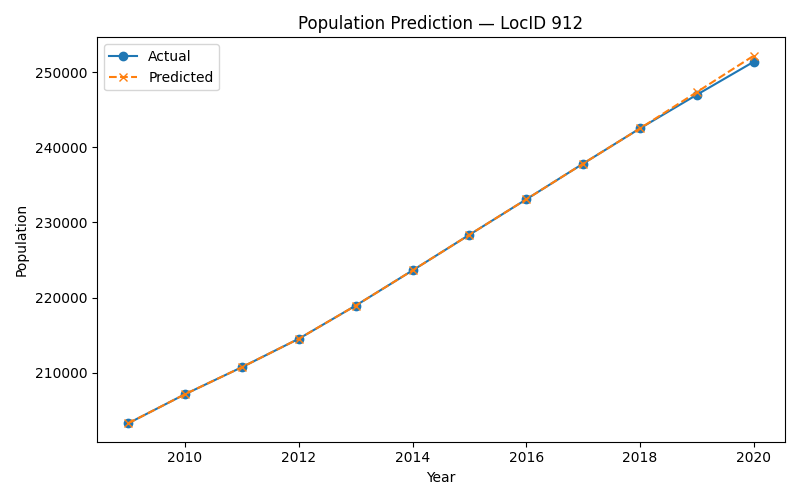 Population Prediction — LocID 912
Actual
Predicted
250000
240000
230000
220000
210000
Population
2010
2012
2014
2016
2018
2020
Year